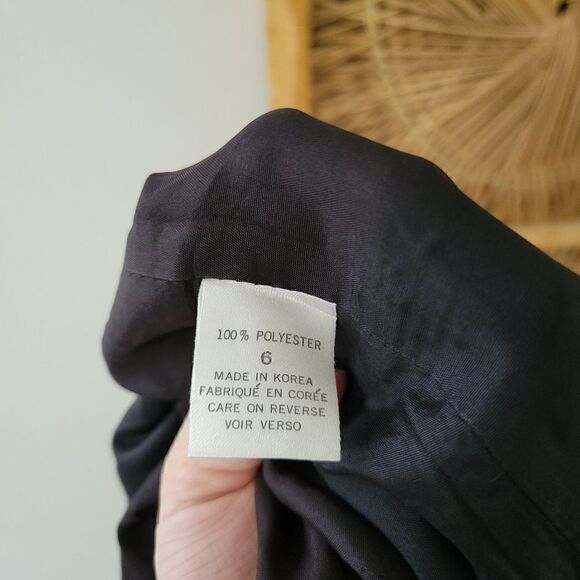 100% POLYESTER
6
MADE IN KOREA
FABRIQUÉ EN CORÉE
CARE ON REVERSE
VOIR VERSO